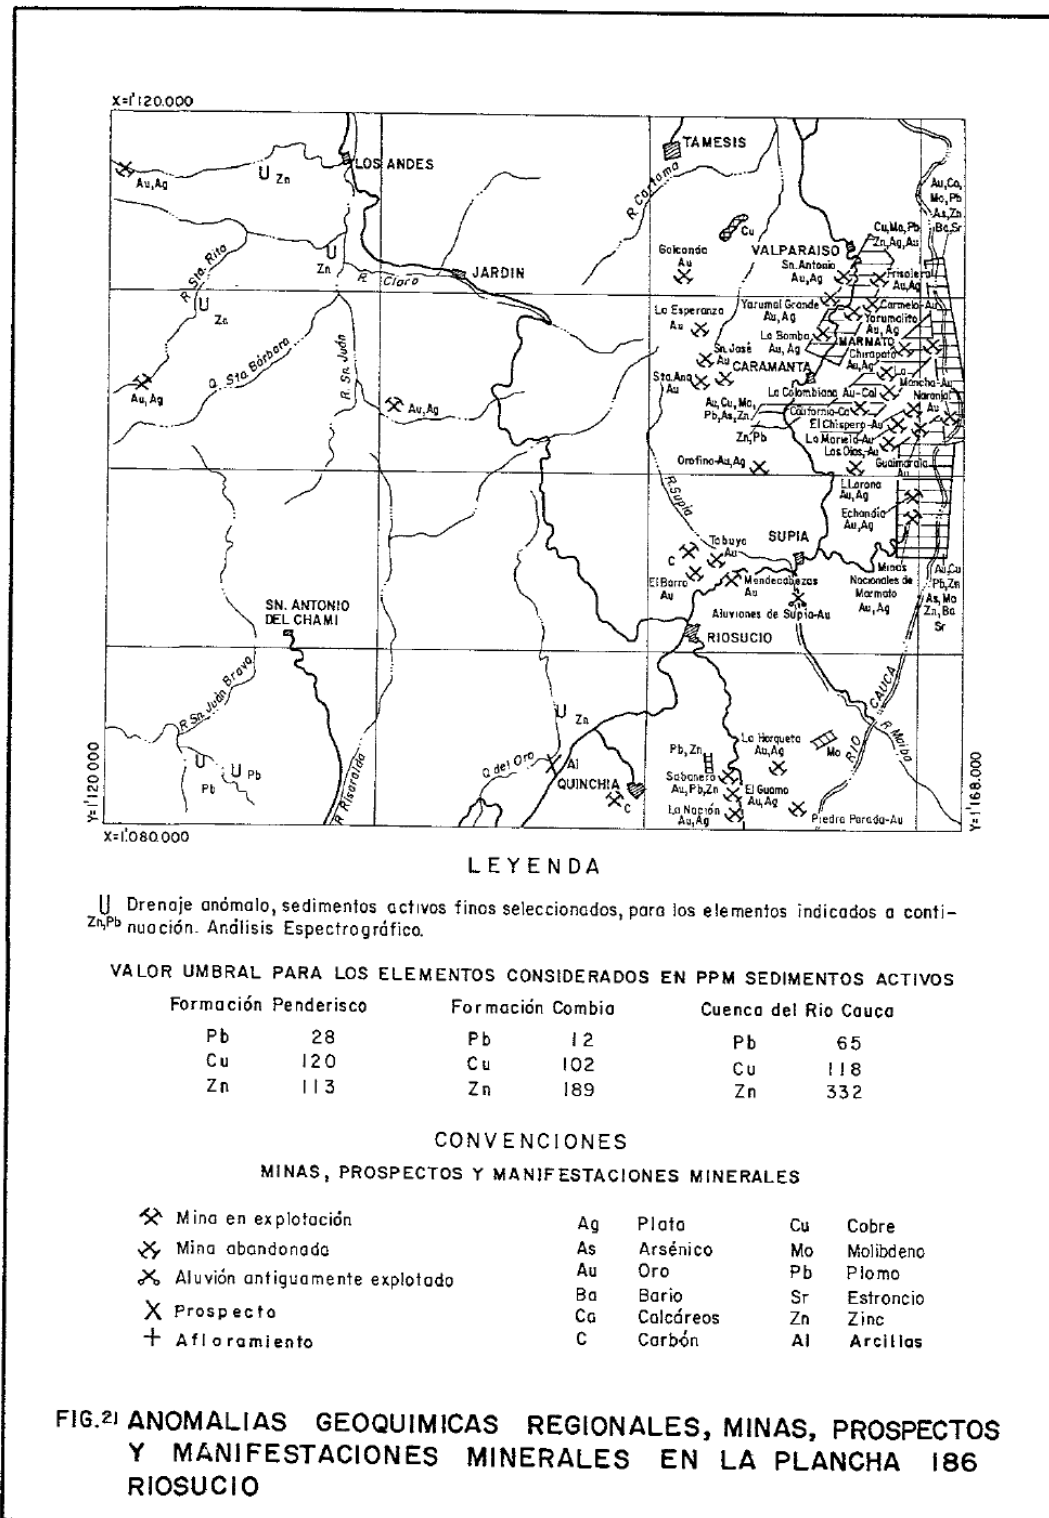 X=1'120.000
LOS ANDES
TAMESIS
U Zn
Au, Ag
R. Cartama
Au, Co,
Mo, Pb
As, Zn
Ba, Sr
Cu
Cu, Mo, Pb
Zn, Ag, Au
VALPARAISO
Golconda
Au
Sn. Antonio
Au, Ag
Frisolera
Au, Ag
U
Zn
R. Claro
JARDIN
R. Sta. Rita
U
Zn
La Esperanza
Au
Yarumal Grande
Au, Ag
Carmelo-Au
Yarumalito
Au, Ag
La Bomba
Au, Ag
MARMATO
Chirapoto
Au, Ag
Q. Sta. Bárbara
R. Sn. Juán
Sn. José
Au
CARAMANTA
La
Mancha-Au
Sta. Ana
Au
Au, Ag
Au, Ag
La Colombiana Au-Cal
Naranjal
Au
Au, Cu, Mo,
Pb, As, Zn
California-Ca
El Chispero-Au
Zn, Pb
La Mariela-Au
Los Dios-Au
Guaimarala
Au
Orofino-Au, Ag
R. Supia
LLorona
Au, Ag
Echandía
Au, Ag
SUPIA
Tabuyo
Au
C
El Barro
Au
Mendecabezas
Au
Minas
Nacionales de
Marmato
Au, Ag
Au, Cu
Pb, Zn
As, Mo
Zn, Ba
Sr
Aluviones de Supia-Au
SN. ANTONIO
DEL CHAMI
RIOSUCIO
R. Sn. Juán Bravo
RIO CAUCA
R. Maiba
U Zn
La Horqueta
Au, Ag
Mo
Pb, Zn
Q. del Oro
Al
QUINCHIA
C
Sabanero
Au, Pb, Zn
El Guamo
Au, Ag
U
Pb
U Pb
La Nación
Au, Ag
Piedra Parada-Au
R. Risaralda
Y=1'120 000
Y=1'168.000
X=1'080.000
LEYENDA
U Drenaje anómalo, sedimentos activos finos seleccionados, para los elementos indicados a conti-
Zn,Pb nuación. Análisis Espectrográfico.
VALOR UMBRAL PARA LOS ELEMENTOS CONSIDERADOS EN PPM SEDIMENTOS ACTIVOS
Formación Penderisco Formación Combia Cuenca del Rio Cauca
Pb 28 Pb 12 Pb 65
Cu 120 Cu 102 Cu 118
Zn 113 Zn 189 Zn 332
CONVENCIONES
MINAS, PROSPECTOS Y MANIFESTACIONES MINERALES
Mina en explotación Ag Plata Cu Cobre
Mina abandonada As Arsénico Mo Molibdeno
Aluvión antiguamente explotado Au Oro Pb Plomo
Prospecto Ba Bario Sr Estroncio
Afloramiento Ca Calcáreos Zn Zinc
C Carbón Al Arcillas
FIG.21 ANOMALIAS GEOQUIMICAS REGIONALES, MINAS, PROSPECTOS
Y MANIFESTACIONES MINERALES EN LA PLANCHA 186
RIOSUCIO